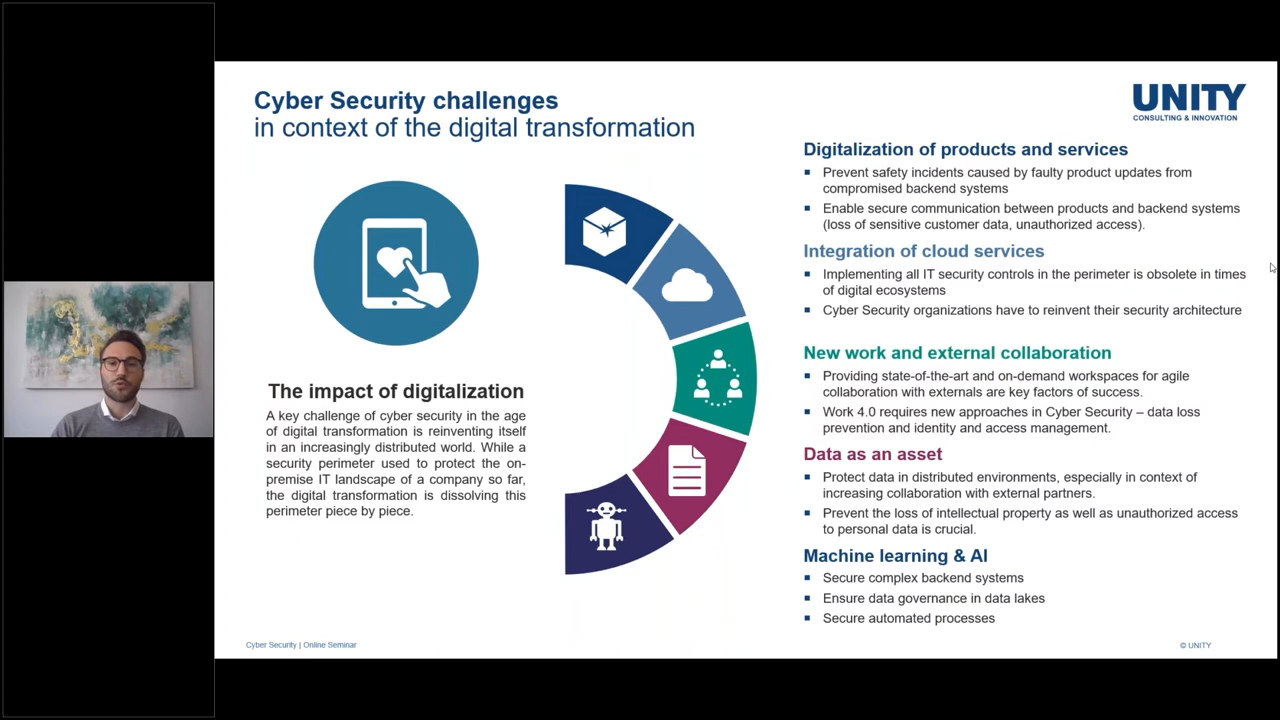 Cyber Security challenges
in context of the digital transformation
UNITY
CONSULTING & INNOVATION
The impact of digitalization
A key challenge of cyber security in the age
of digital transformation is reinventing itself
in an increasingly distributed world. While a
security perimeter used to protect the on-
premise IT landscape of a company so far,
the digital transformation is dissolving this
perimeter piece by piece.
Digitalization of products and services
▪ Prevent safety incidents caused by faulty product updates from
compromised backend systems
▪ Enable secure communication between products and backend systems
(loss of sensitive customer data, unauthorized access).
Integration of cloud services
▪ Implementing all IT security controls in the perimeter is obsolete in times
of digital ecosystems
▪ Cyber Security organizations have to reinvent their security architecture
New work and external collaboration
▪ Providing state-of-the-art and on-demand workspaces for agile
collaboration with externals are key factors of success.
▪ Work 4.0 requires new approaches in Cyber Security – data loss
prevention and identity and access management.
Data as an asset
▪ Protect data in distributed environments, especially in context of
increasing collaboration with external partners.
▪ Prevent the loss of intellectual property as well as unauthorized access
to personal data is crucial.
Machine learning & AI
▪ Secure complex backend systems
▪ Ensure data governance in data lakes
▪ Secure automated processes
Cyber Security | Online Seminar
© UNITY